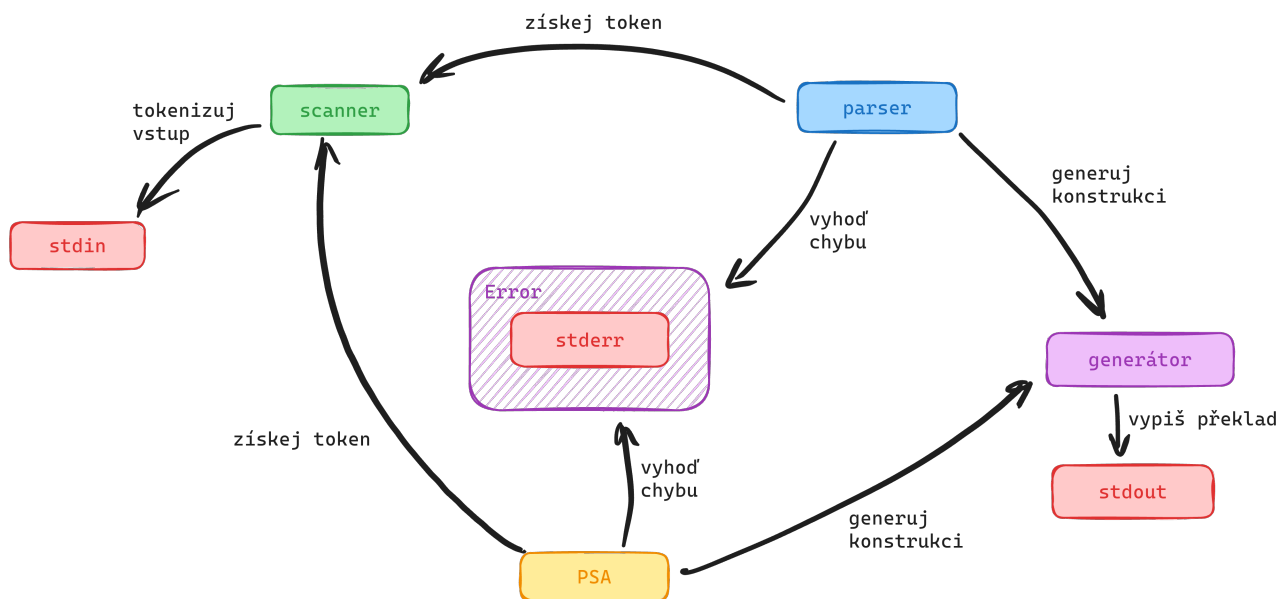 získej token
tokenizuj
vstup
scanner
parser
generuj
konstrukci
vyhoď
chybu
stdin
Error
stderr
generátor
vypiš překlad
získej token
vyhoď
chybu
stdout
generuj
konstrukci
PSA